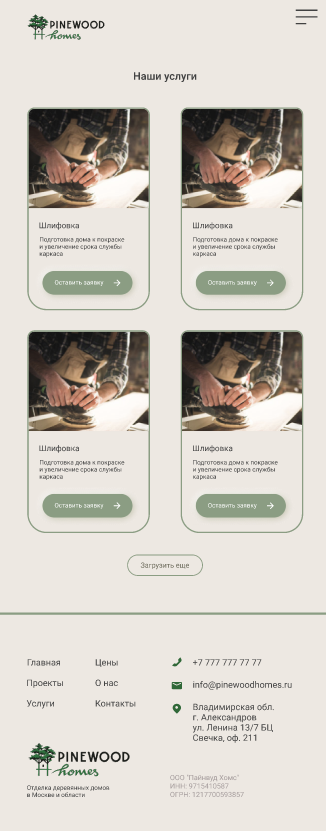 PINEWOOD
homes
Наши услуги
Шлифовка
Подготовка дома к покраске
и увеличение срока службы
каркаса
Оставить заявку
Шлифовка
Подготовка дома к покраске
и увеличение срока службы
каркаса
Оставить заявку
Шлифовка
Подготовка дома к покраске
и увеличение срока службы
каркаса
Оставить заявку
Шлифовка
Подготовка дома к покраске
и увеличение срока службы
каркаса
Оставить заявку
Загрузить еще
Главная
Проекты
Услуги
Цены
О нас
Контакты
+7 777 777 77 77
info@pinewoodhomes.ru
Владимирская обл.
г. Александров
ул. Ленина 13/7 БЦ
Свечка, оф. 211
PINEWOOD
homes
Отделка деревянных домов
в Москве и области
ООО "Пайнвуд Хомс"
ИНН: 9715410587
ОГРН: 1217700593857